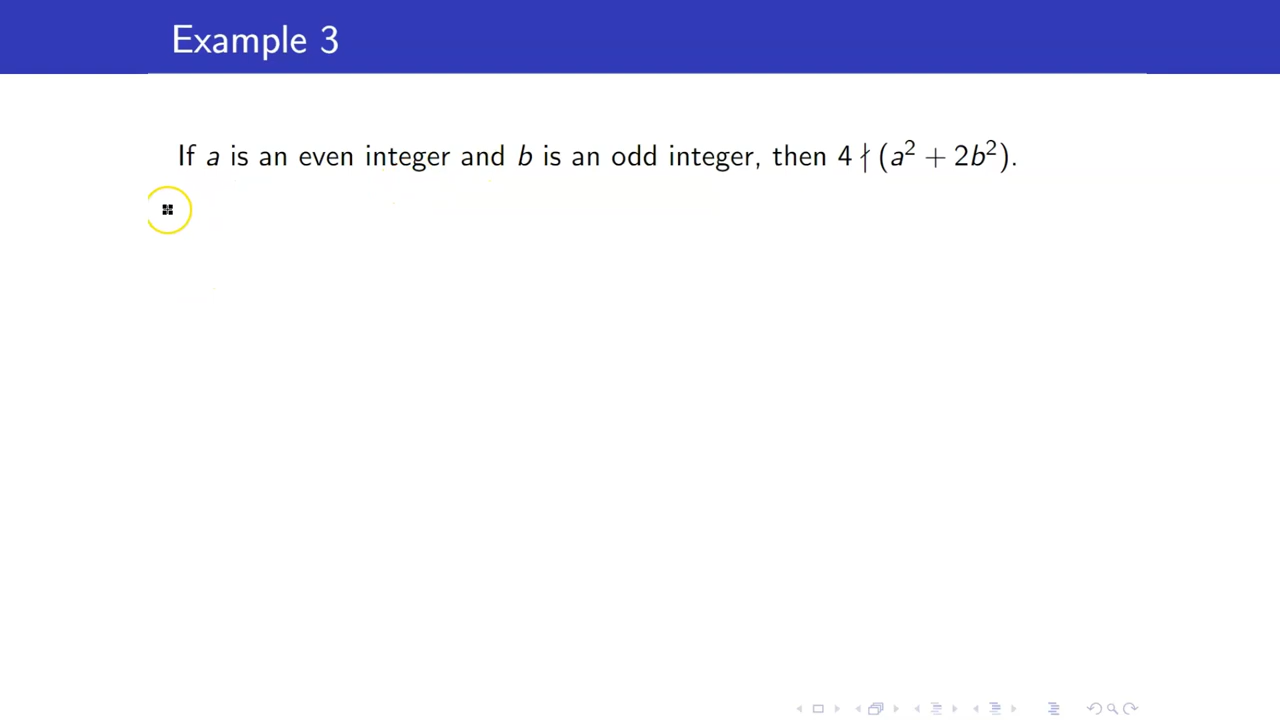 Example 3
If a is an even integer and b is an odd integer, then 4 ∤ (a² + 2b²).